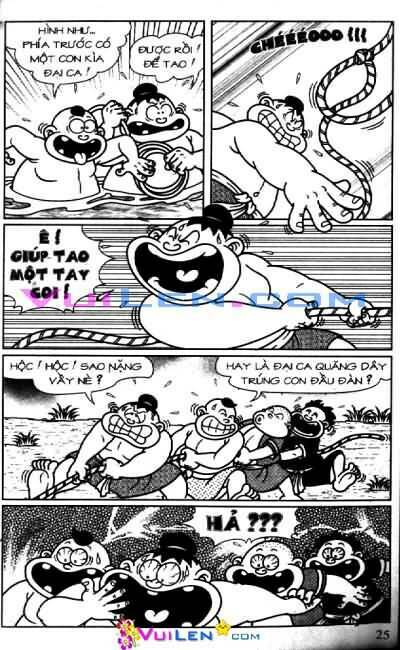 HÌNH NHƯ...
PHÍA TRƯỚC CÓ
MỘT CON KÌA
ĐẠI CA !
ĐƯỢC RỒI !
ĐỂ TAO !
CHÉÉÉOOO !!!
Ê !
GIÚP TAO
MỘT TAY
COI !
VUILEN.COM
HỘC ! HỘC ! SAO NẶNG
VẦY NÈ ?
HAY LÀ ĐẠI CA QUĂNG DÂY
TRÚNG CON ĐẦU ĐÀN ?
HẢ ???
25
VUILEN.COM